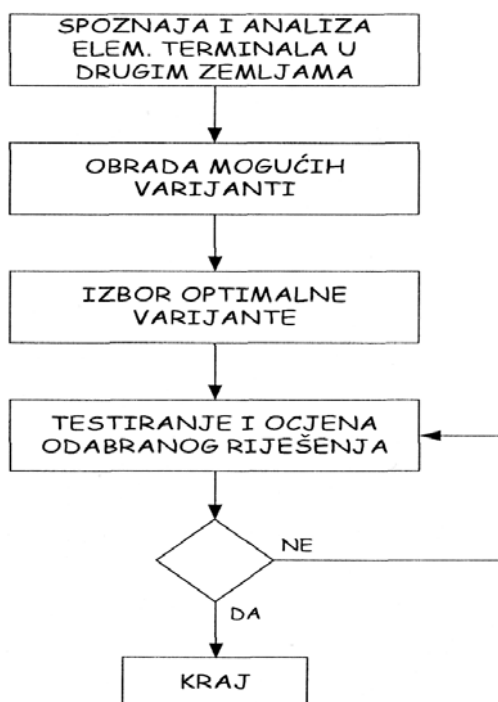 SPOZNAJA I ANALIZA
ELEM. TERMINALA U
DRUGIM ZEMLJAMA
OBRADA MOGUĆIH
VARIJANTI
IZBOR OPTIMALNE
VARIJANTE
TESTIRANJE I OCJENA
ODABRANOG RIJEŠENJA
NE
DA
KRAJ